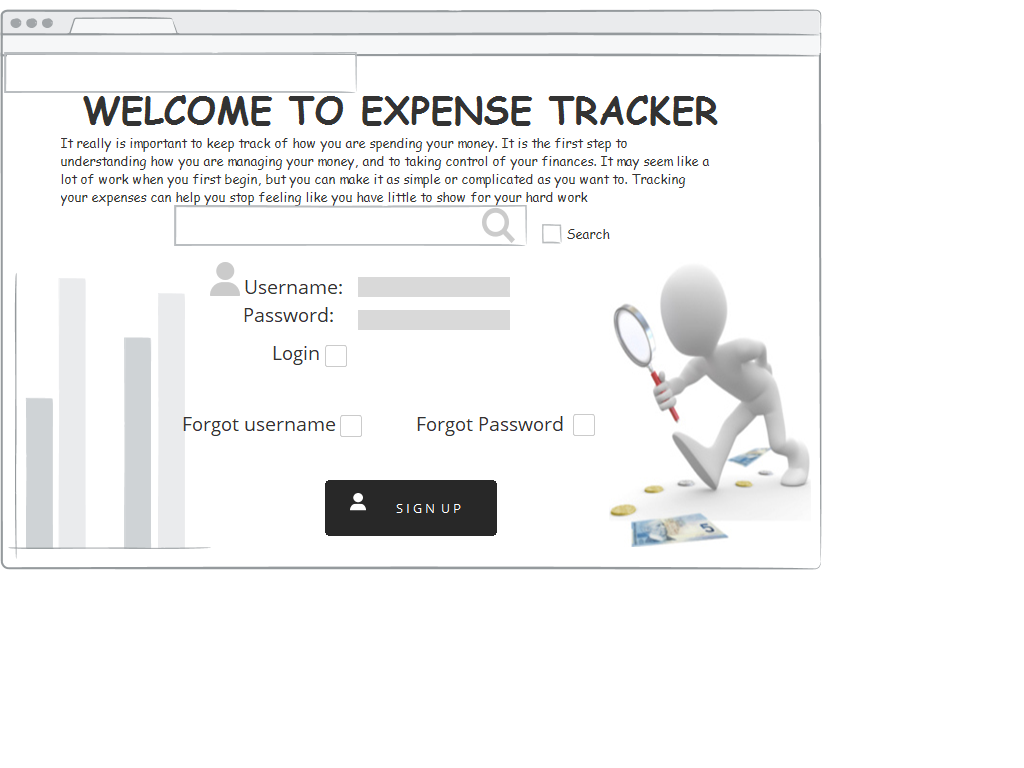 WELCOME TO EXPENSE TRACKER
It really is important to keep track of how you are spending your money. It is the first step to
understanding how you are managing your money, and to taking control of your finances. It may seem like a
lot of work when you first begin, but you can make it as simple or complicated as you want to. Tracking
your expenses can help you stop feeling like you have little to show for your hard work
Search
Username:
Password:
Login
Forgot username Forgot Password
SIGN UP
5